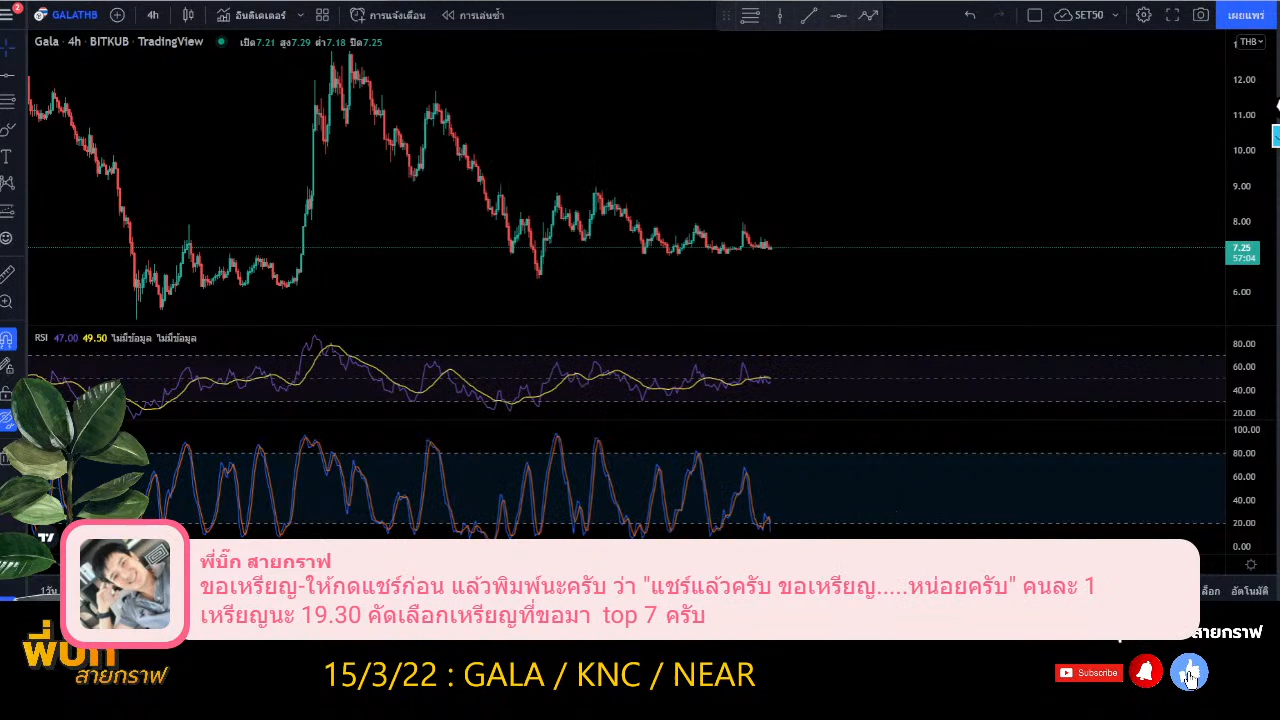 2
GALATHB
4h
อินดิเคเตอร์
การแจ้งเตือน
การเล่นซ้ำ
SET50
เผยแพร่
Gala · 4h · BITKUB · TradingView
เปิด7.21 สูง7.29 ต่ำ7.18 ปิด7.25
THB
12.00
11.00
10.00
9.00
8.00
7.25
57:04
6.00
RSI 47.00 49.50 ไม่มีข้อมูล ไม่มีข้อมูล
80.00
60.00
40.00
20.00
100.00
80.00
60.00
40.00
20.00
0.00
1วัน
ล็อก อัตโนมัติ
พี่บิ๊ก สายกราฟ
ขอเหรียญ-ให้กดแชร์ก่อน แล้วพิมพ์นะครับ ว่า "แชร์แล้วครับ ขอเหรียญ.....หน่อยครับ" คนละ 1
เหรียญนะ 19.30 คัดเลือกเหรียญที่ขอมา top 7 ครับ
สายกราฟ
พี่บิ๊ก
สายกราฟ
15/3/22 : GALA / KNC / NEAR
Subscribe